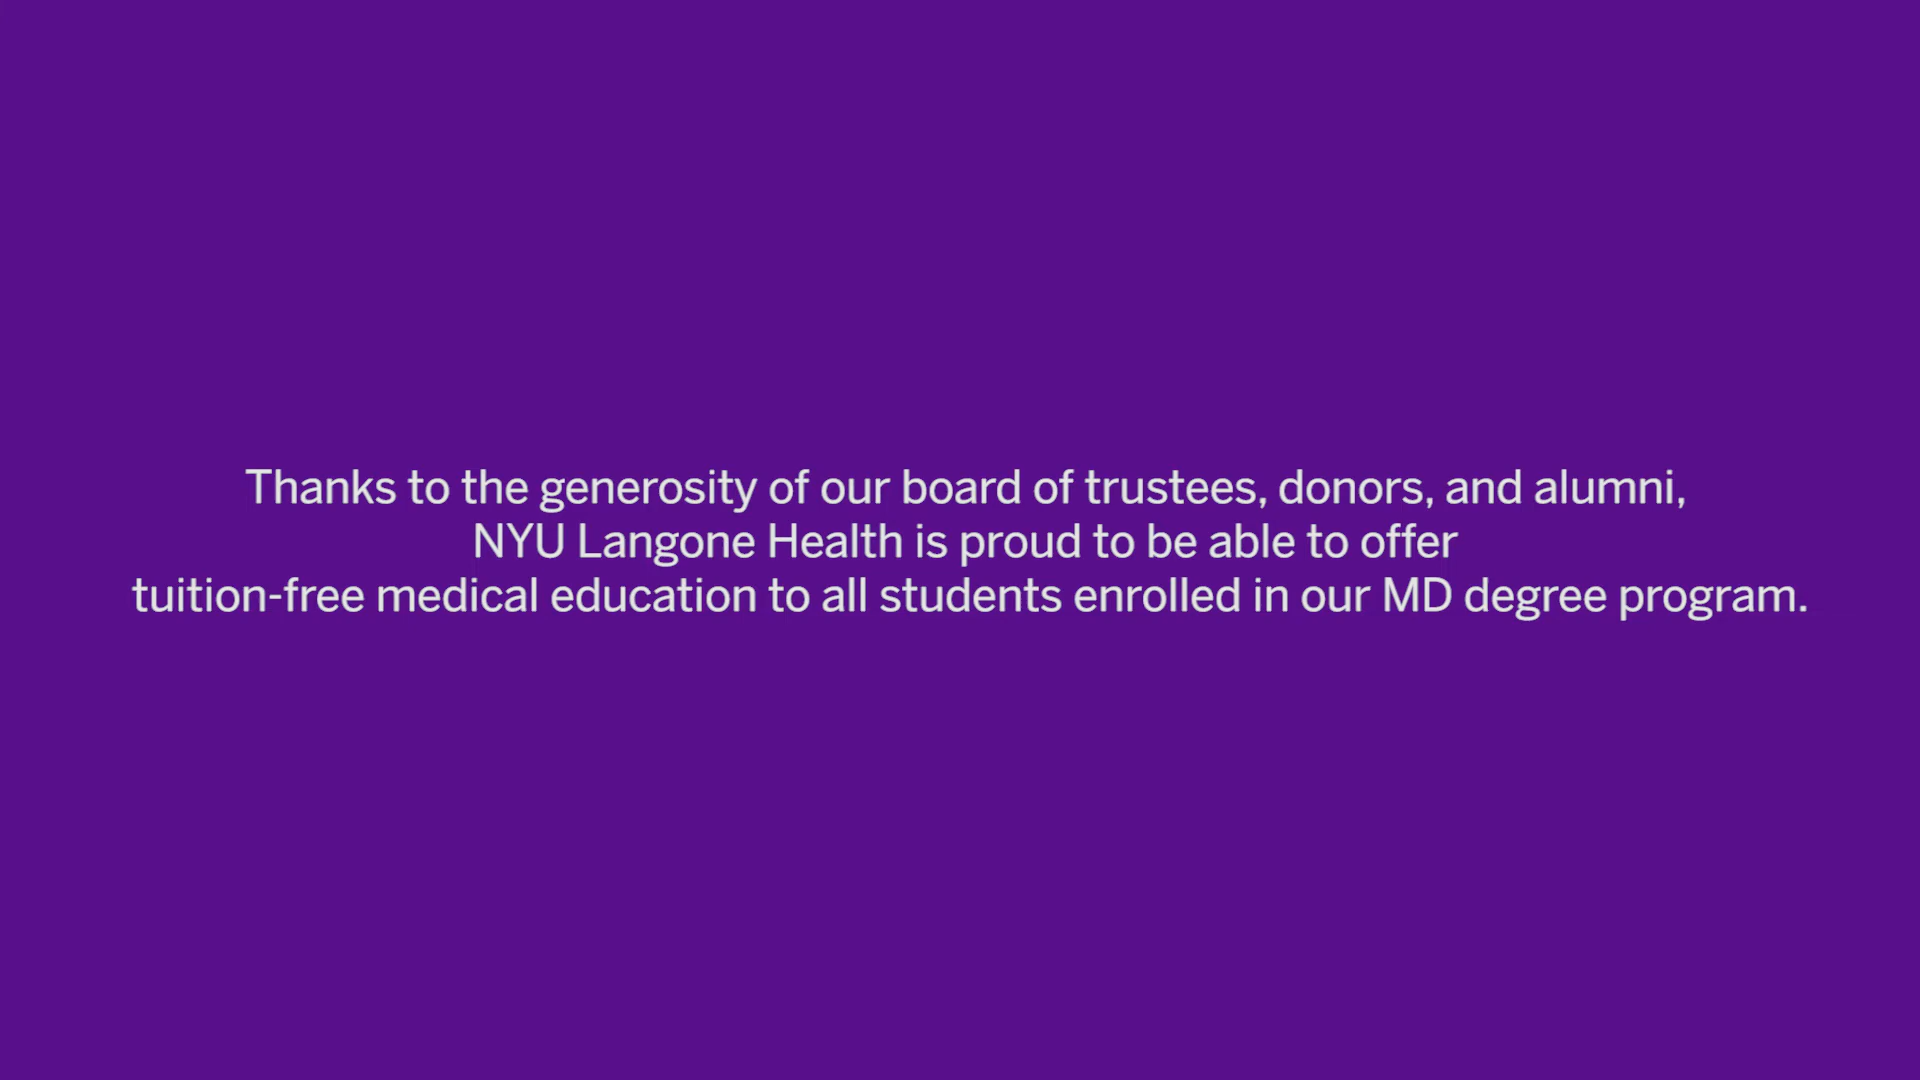 Thanks to the generosity of our board of trustees, donors, and alumni,
NYU Langone Health is proud to be able to offer
tuition-free medical education to all students enrolled in our MD degree program.